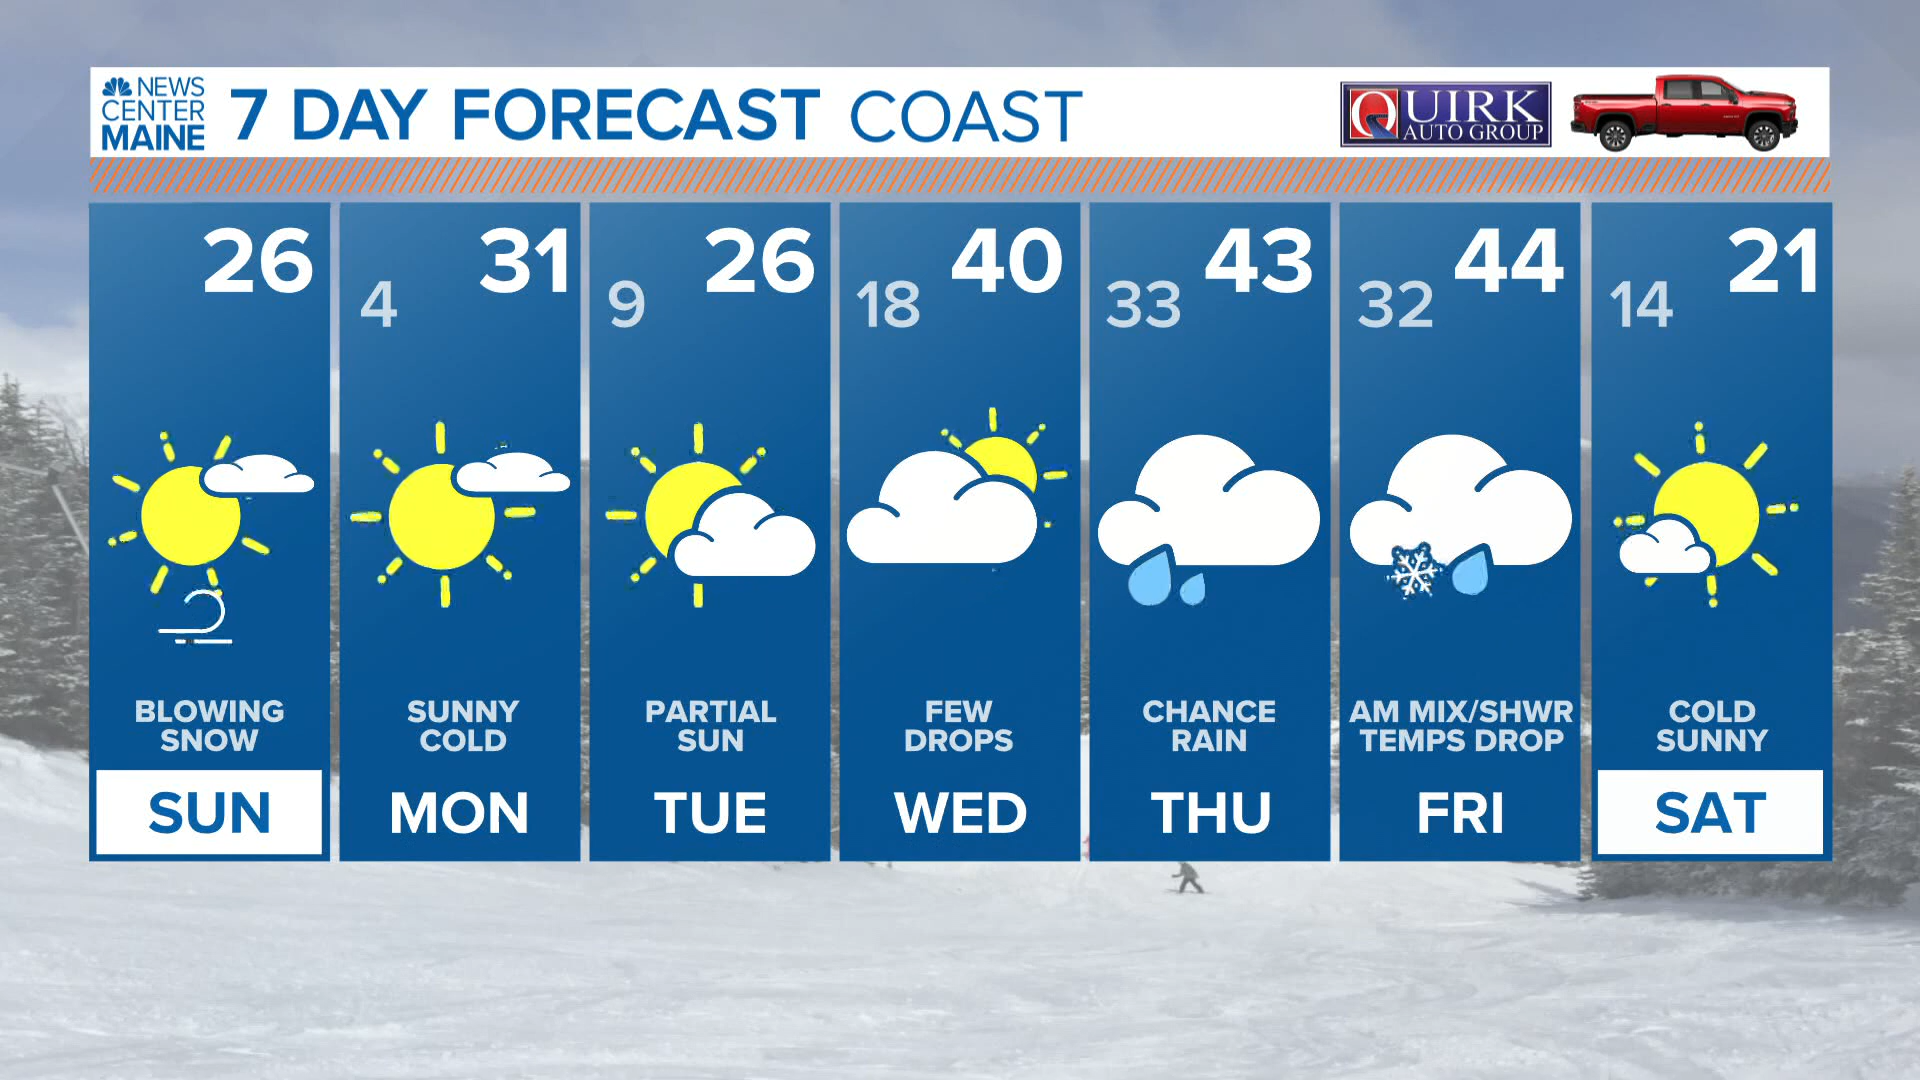 NEWS
CENTER
MAINE
7 DAY FORECAST COAST
QUIRK
AUTO GROUP
26
BLOWING
SNOW
SUN
4 31
SUNNY
COLD
MON
9 26
PARTIAL
SUN
TUE
18 40
FEW
DROPS
WED
33 43
CHANCE
RAIN
THU
32 44
AM MIX/SHWR
TEMPS DROP
FRI
14 21
COLD
SUNNY
SAT